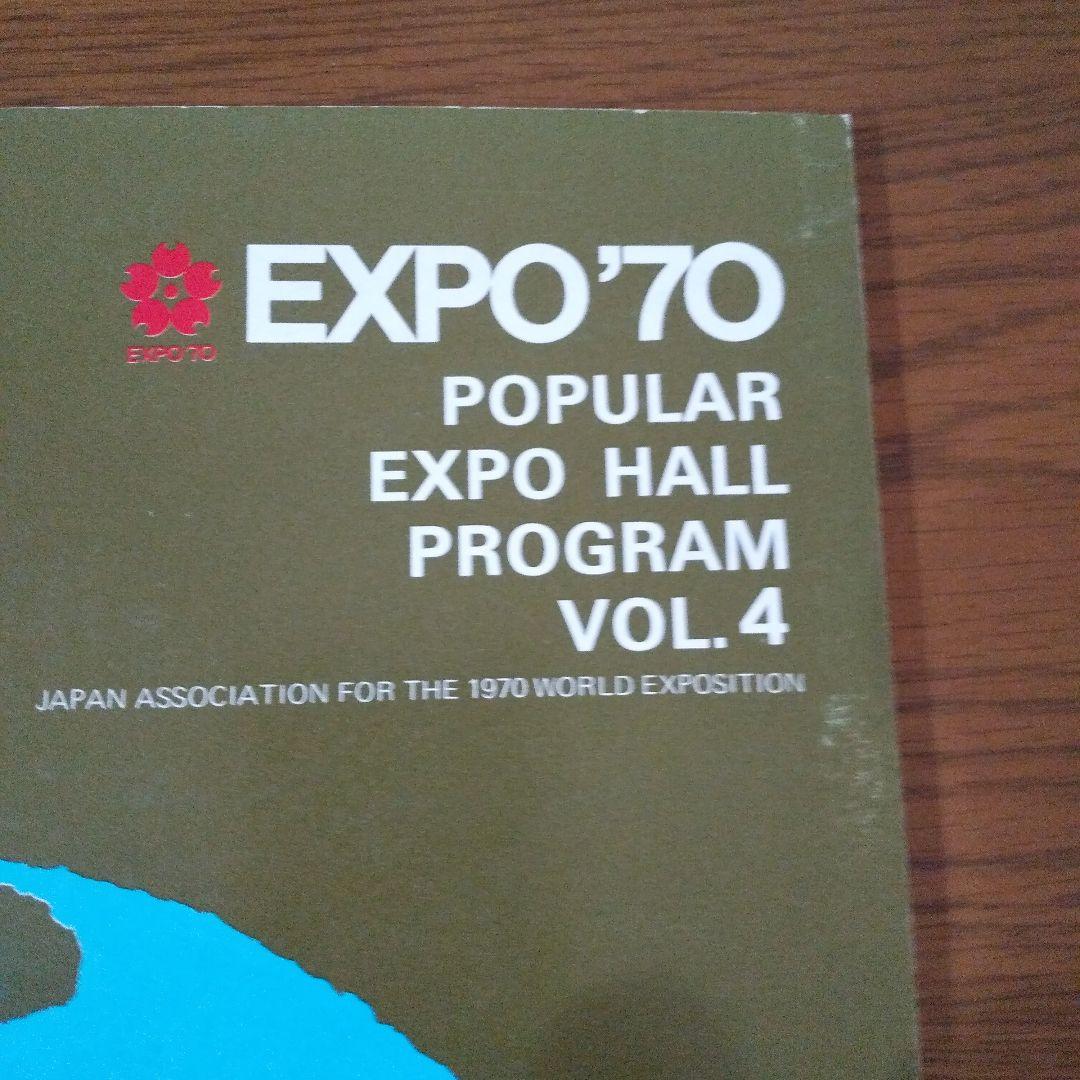 EXPO'70
EXPO'70
POPULAR
EXPO HALL
PROGRAM
VOL.4
JAPAN ASSOCIATION FOR THE 1970 WORLD EXPOSITION